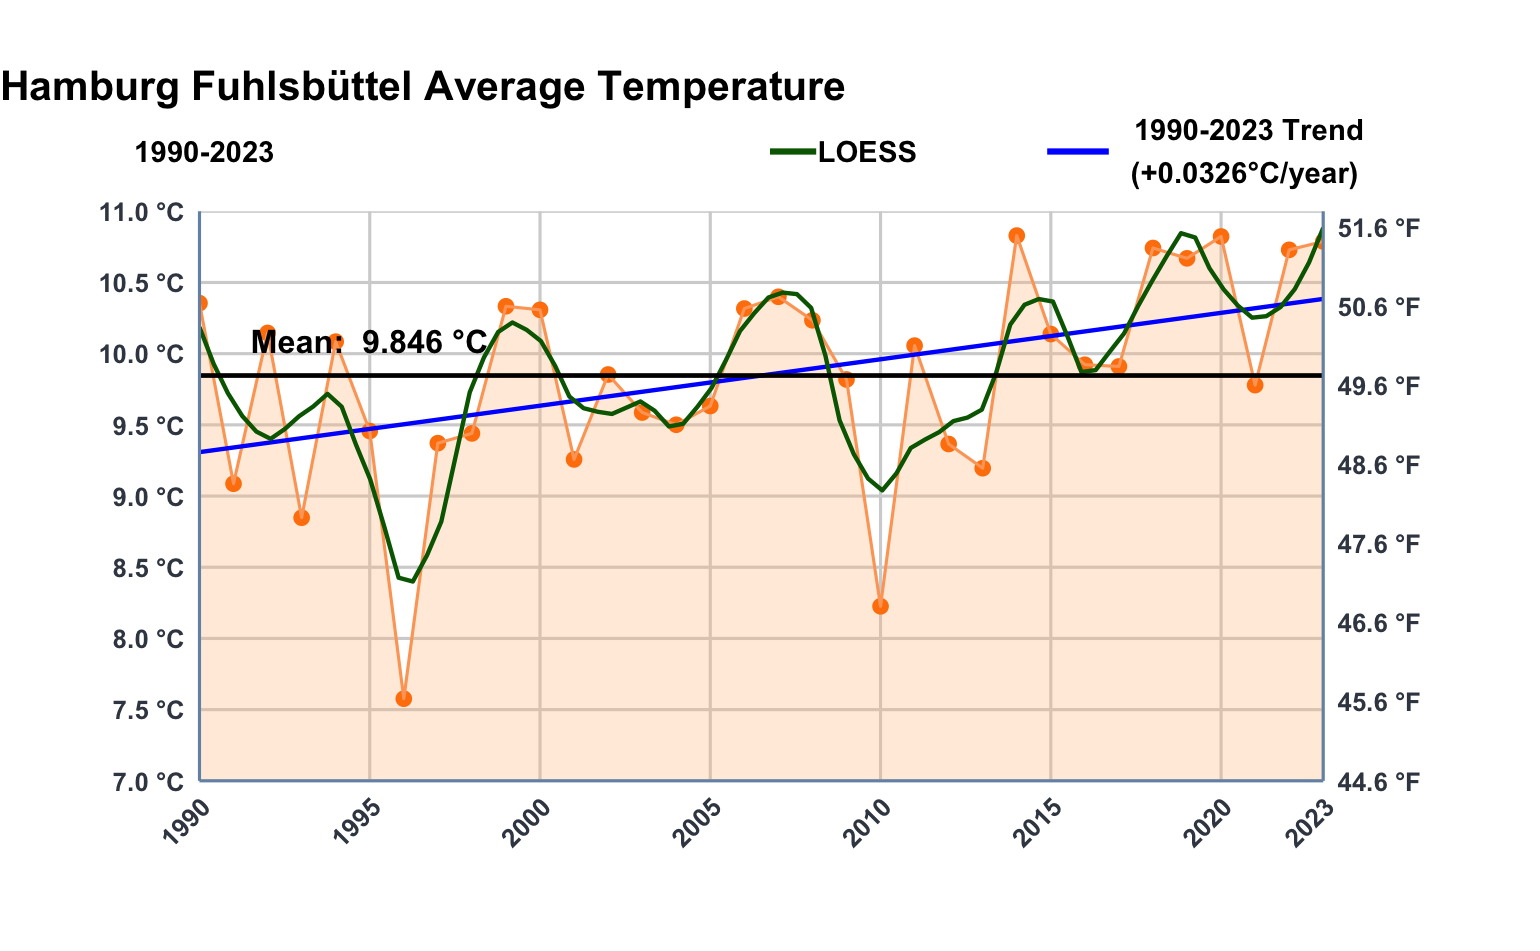 Hamburg Fuhlsbüttel Average Temperature
1990-2023
LOESS
1990-2023 Trend
(+0.0326°C/year)
11.0 °C
10.5 °C
10.0 °C
9.5 °C
9.0 °C
8.5 °C
8.0 °C
7.5 °C
7.0 °C
Mean:  9.846 °C
51.6 °F
50.6 °F
49.6 °F
48.6 °F
47.6 °F
46.6 °F
45.6 °F
44.6 °F
1990
1995
2000
2005
2010
2015
2020
2023